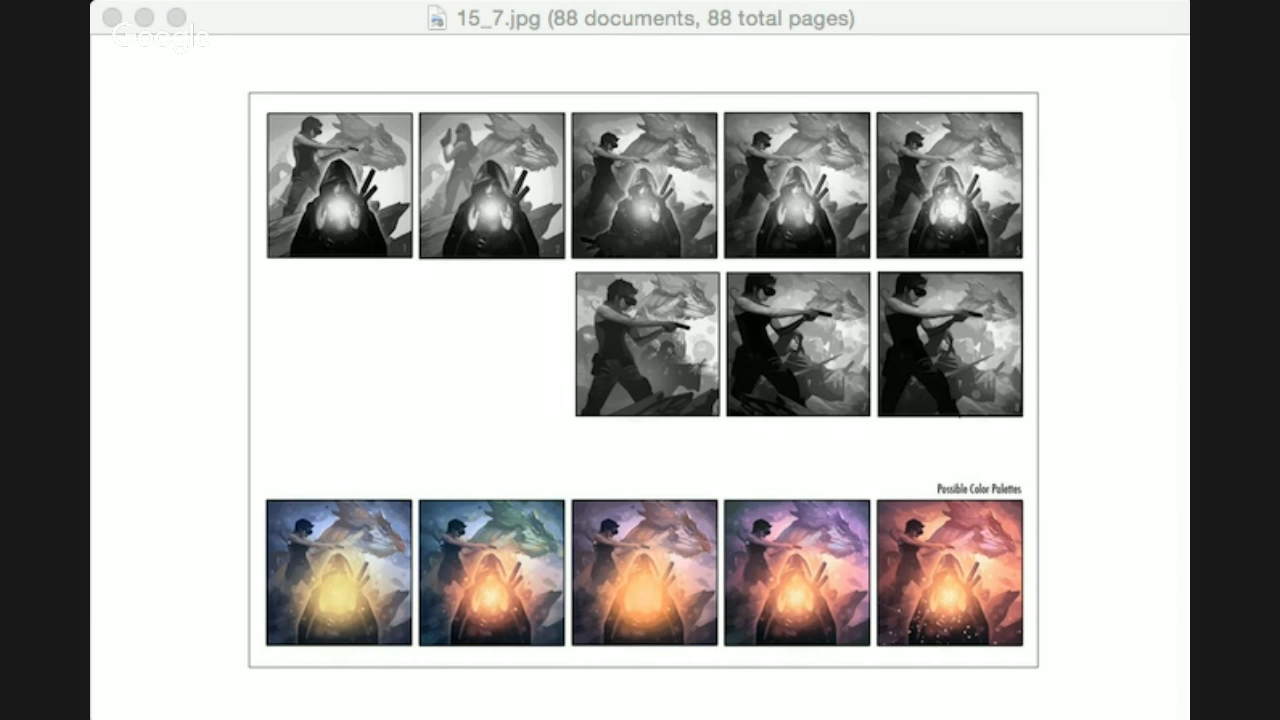 15_7.jpg (88 documents, 88 total pages)
Google
Possible Color Palettes